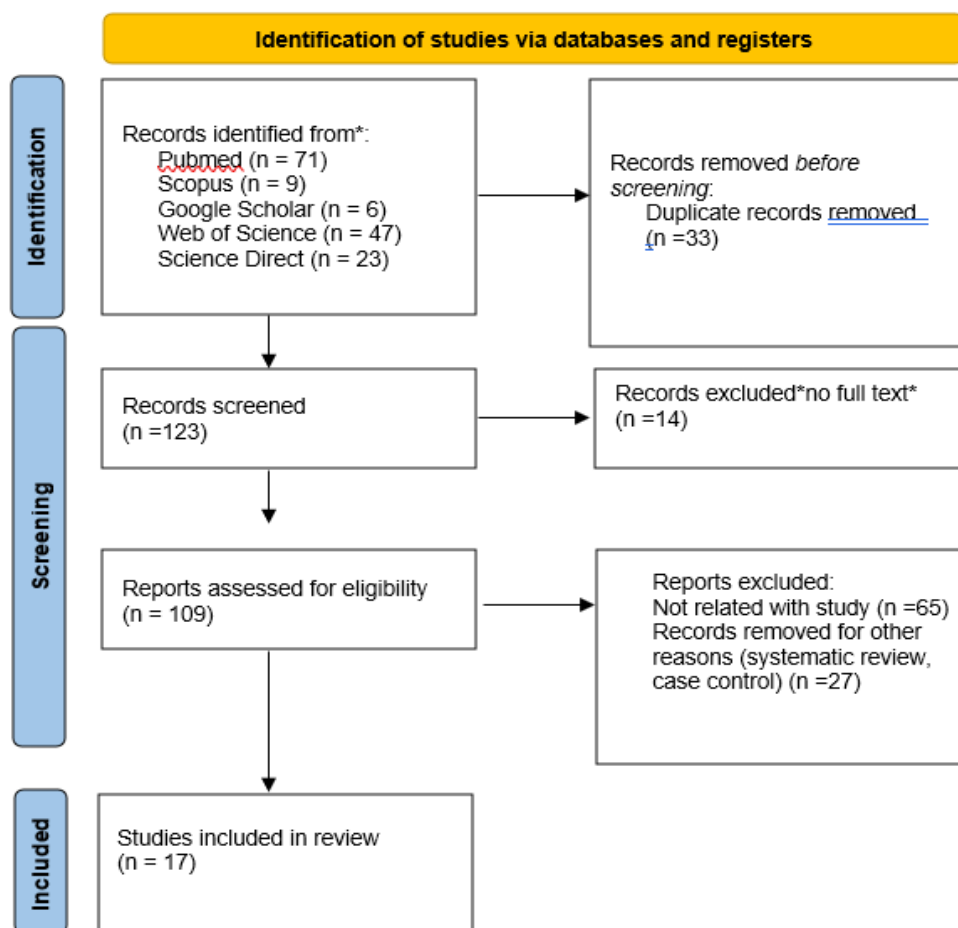 Identification of studies via databases and registers
Identification
Records identified from*:
Pubmed (n = 71)
Scopus (n = 9)
Google Scholar (n = 6)
Web of Science (n = 47)
Science Direct (n = 23)
Records removed before
screening:
Duplicate records removed
(n =33)
Screening
Records screened
(n =123)
Records excluded*no full text*
(n =14)
Reports assessed for eligibility
(n = 109)
Reports excluded:
Not related with study (n =65)
Records removed for other
reasons (systematic review,
case control) (n =27)
Included
Studies included in review
(n = 17)